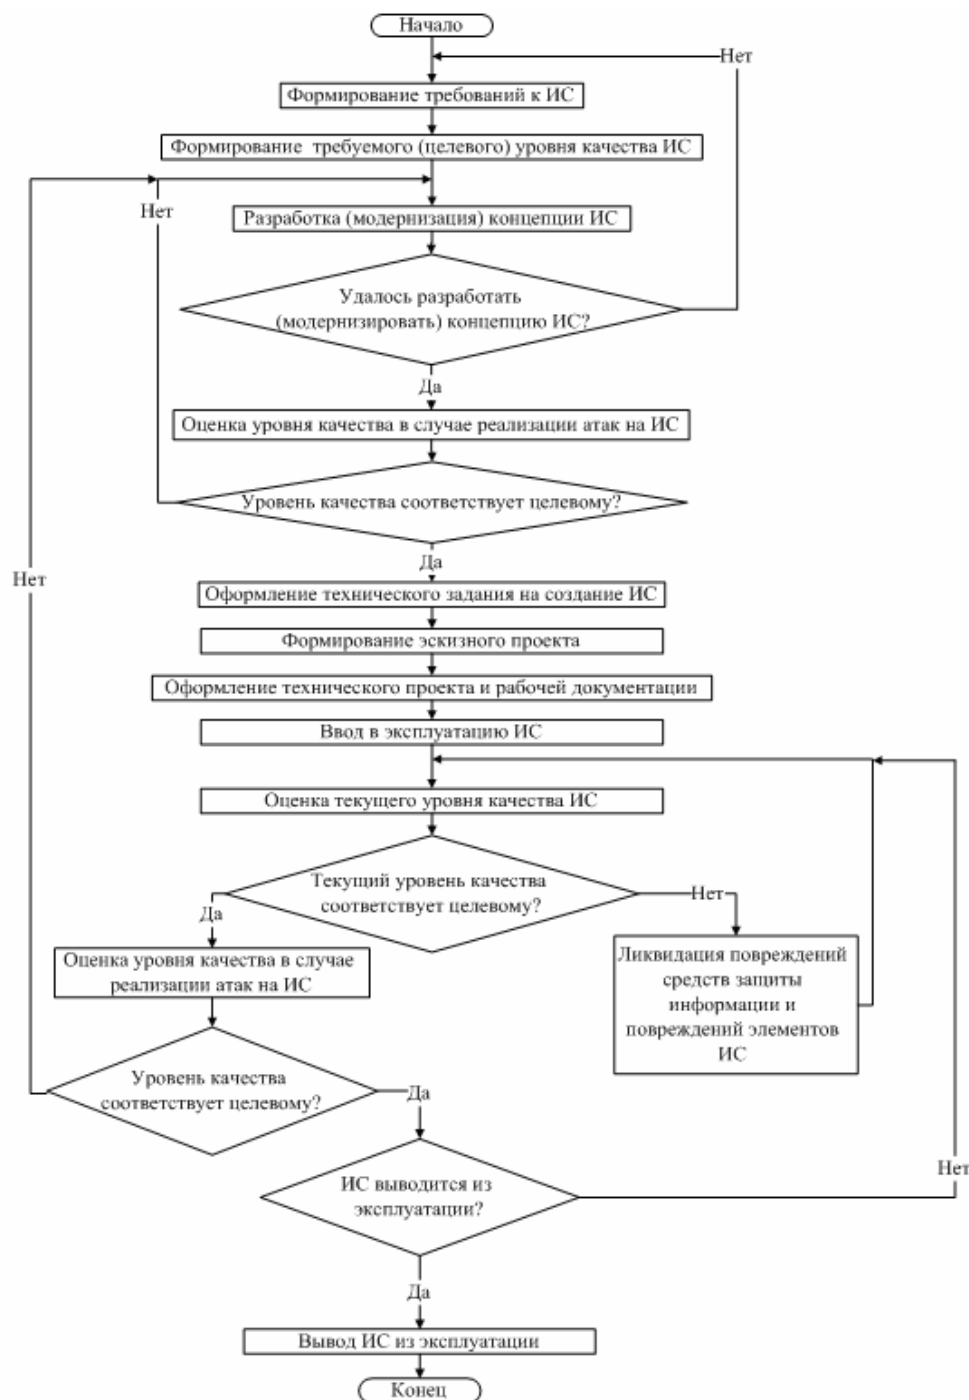 Начало
Нет
Формирование требований к ИС
Формирование требуемого (целевого) уровня качества ИС
Нет
Разработка (модернизация) концепции ИС
Удалось разработать
(модернизировать) концепцию ИС?
Да
Оценка уровня качества в случае реализации атак на ИС
Уровень качества соответствует целевому?
Да
Нет
Оформление технического задания на создание ИС
Формирование эскизного проекта
Оформление технического проекта и рабочей документации
Ввод в эксплуатацию ИС
Оценка текущего уровня качества ИС
Текущий уровень качества
соответствует целевому?
Да
Нет
Оценка уровня качества в случае
реализации атак на ИС
Ликвидация повреждений
средств защиты
информации и
повреждений элементов
ИС
Уровень качества
соответствует целевому?
Да
Нет
ИС выводится из
эксплуатации?
Да
Вывод ИС из эксплуатации
Конец